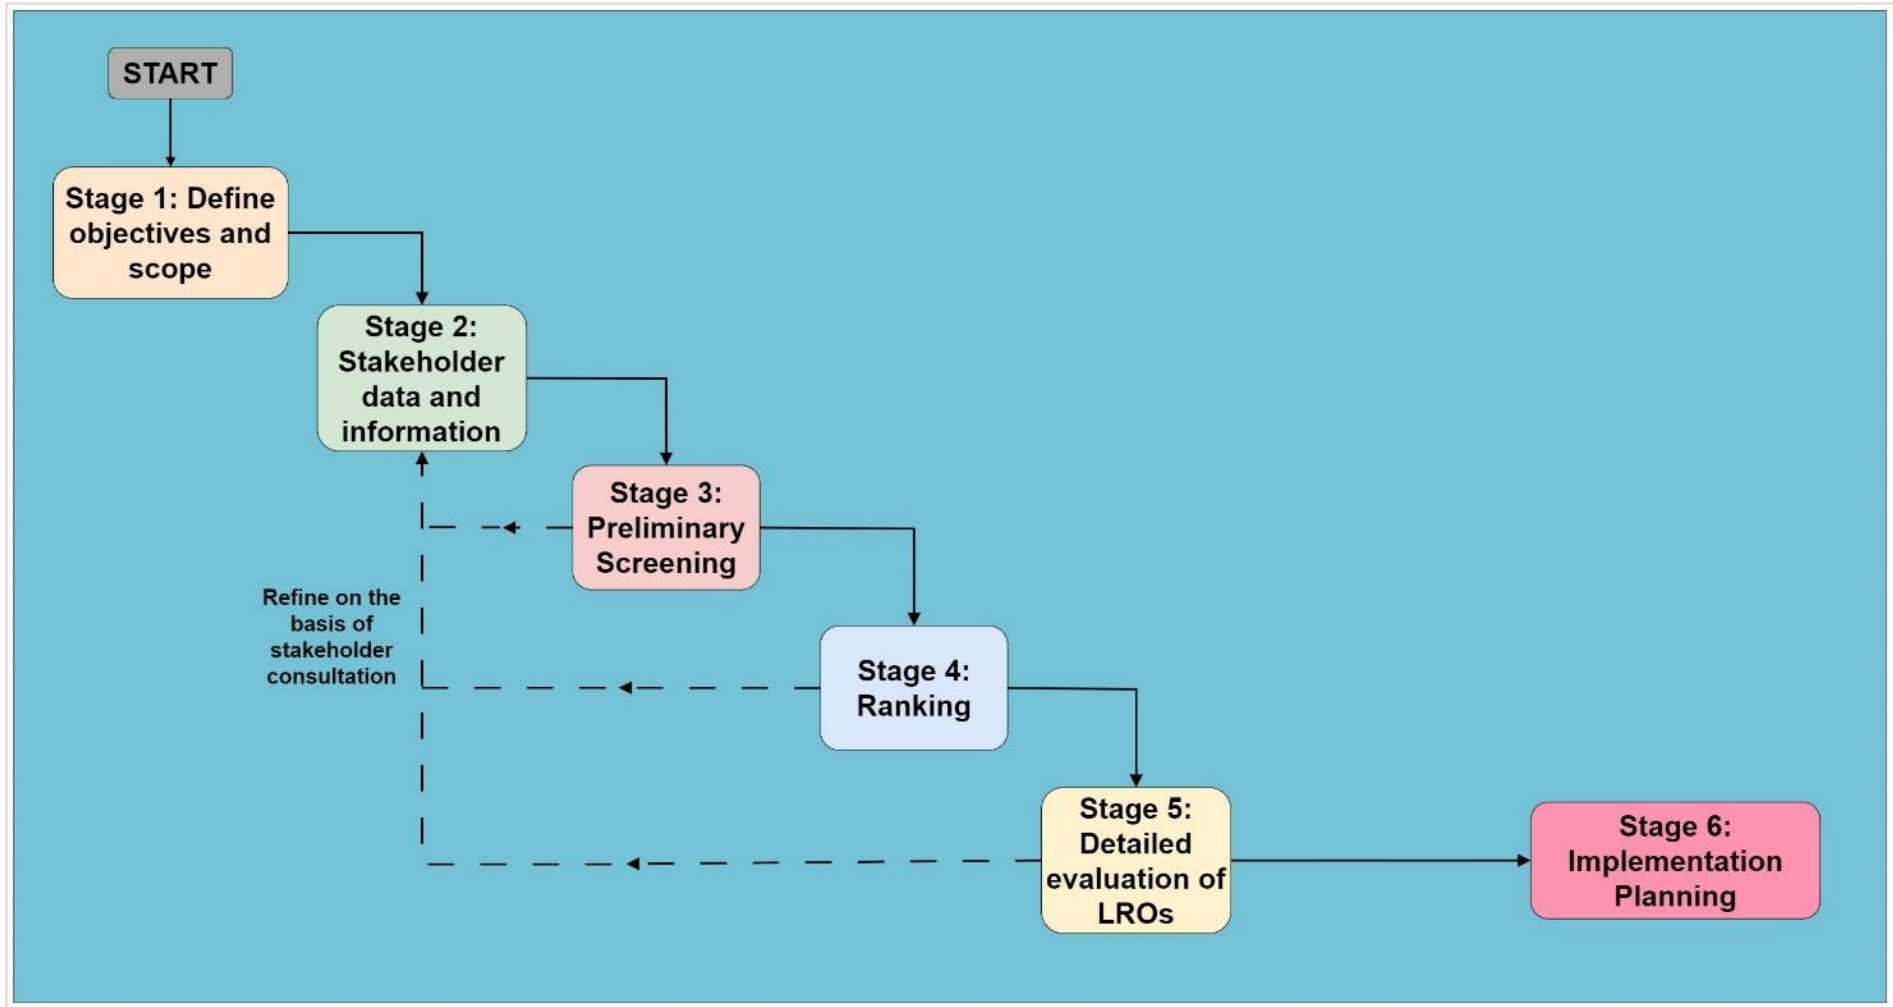 START
Stage 1: Define
objectives and
scope
Stage 2:
Stakeholder
data and
information
Stage 3:
Preliminary
Screening
Refine on the
basis of
stakeholder
consultation
Stage 4:
Ranking
Stage 5:
Detailed
evaluation of
LROs
Stage 6:
Implementation
Planning